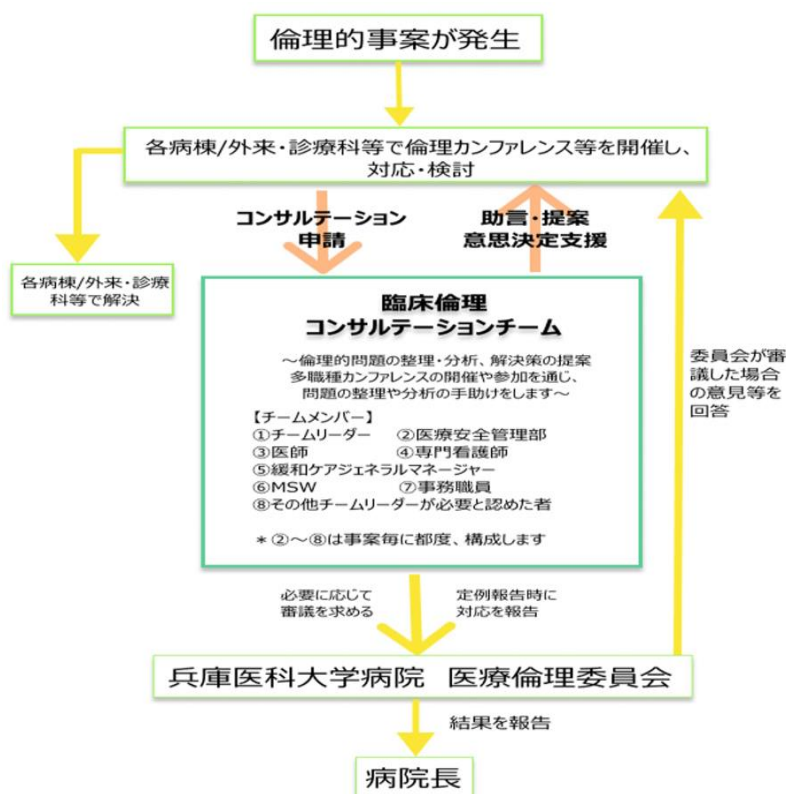 倫理的事案が発生
各病棟/外来・診療科等で倫理カンファレンス等を開催し、
対応・検討
コンサルテーション
申請
助言・提案
意思決定支援
各病棟/外来・診療
科等で解決
臨床倫理
コンサルテーションチーム
～倫理的問題の整理・分析、解決策の提案
多職種カンファレンスの開催や参加を通じ、
問題の整理や分析の手助けをします～
【チームメンバー】
①チームリーダー ②医療安全管理部
③医師 ④専門看護師
⑤緩和ケアジェネラルマネージャー
⑥MSW ⑦事務職員
⑧その他チームリーダーが必要と認めた者
＊②～⑧は事案毎に都度、構成します
委員会が審
議した場合
の意見等を
回答
必要に応じて
審議を求める
定例報告時に
対応を報告
兵庫医科大学病院 医療倫理委員会
結果を報告
病院長